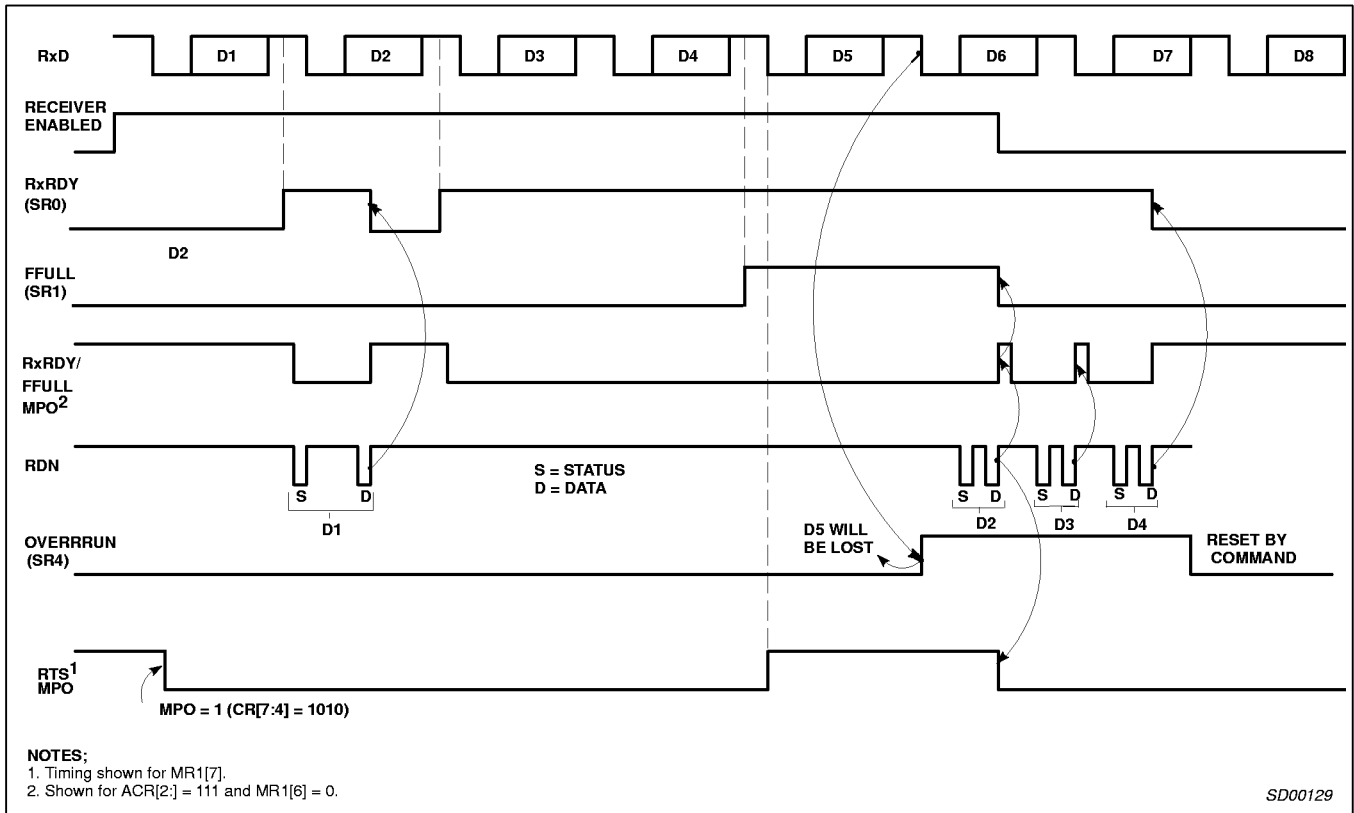 RxD D1 D2 D3 D4 D5 D6 D7 D8
RECEIVER
ENABLED
RxRDY
(SR0)
D2
FFULL
(SR1)
RxRDY/
FFULL
MPO2
RDN
S D S D S D S D
S = STATUS
D = DATA
D1 D2 D3 D4
OVERRRUN
(SR4)
D5 WILL
BE LOST
RESET BY
COMMAND
RTS1
MPO
MPO = 1 (CR[7:4] = 1010)
NOTES;
1. Timing shown for MR1[7].
2. Shown for ACR[2:] = 111 and MR1[6] = 0.
SD00129